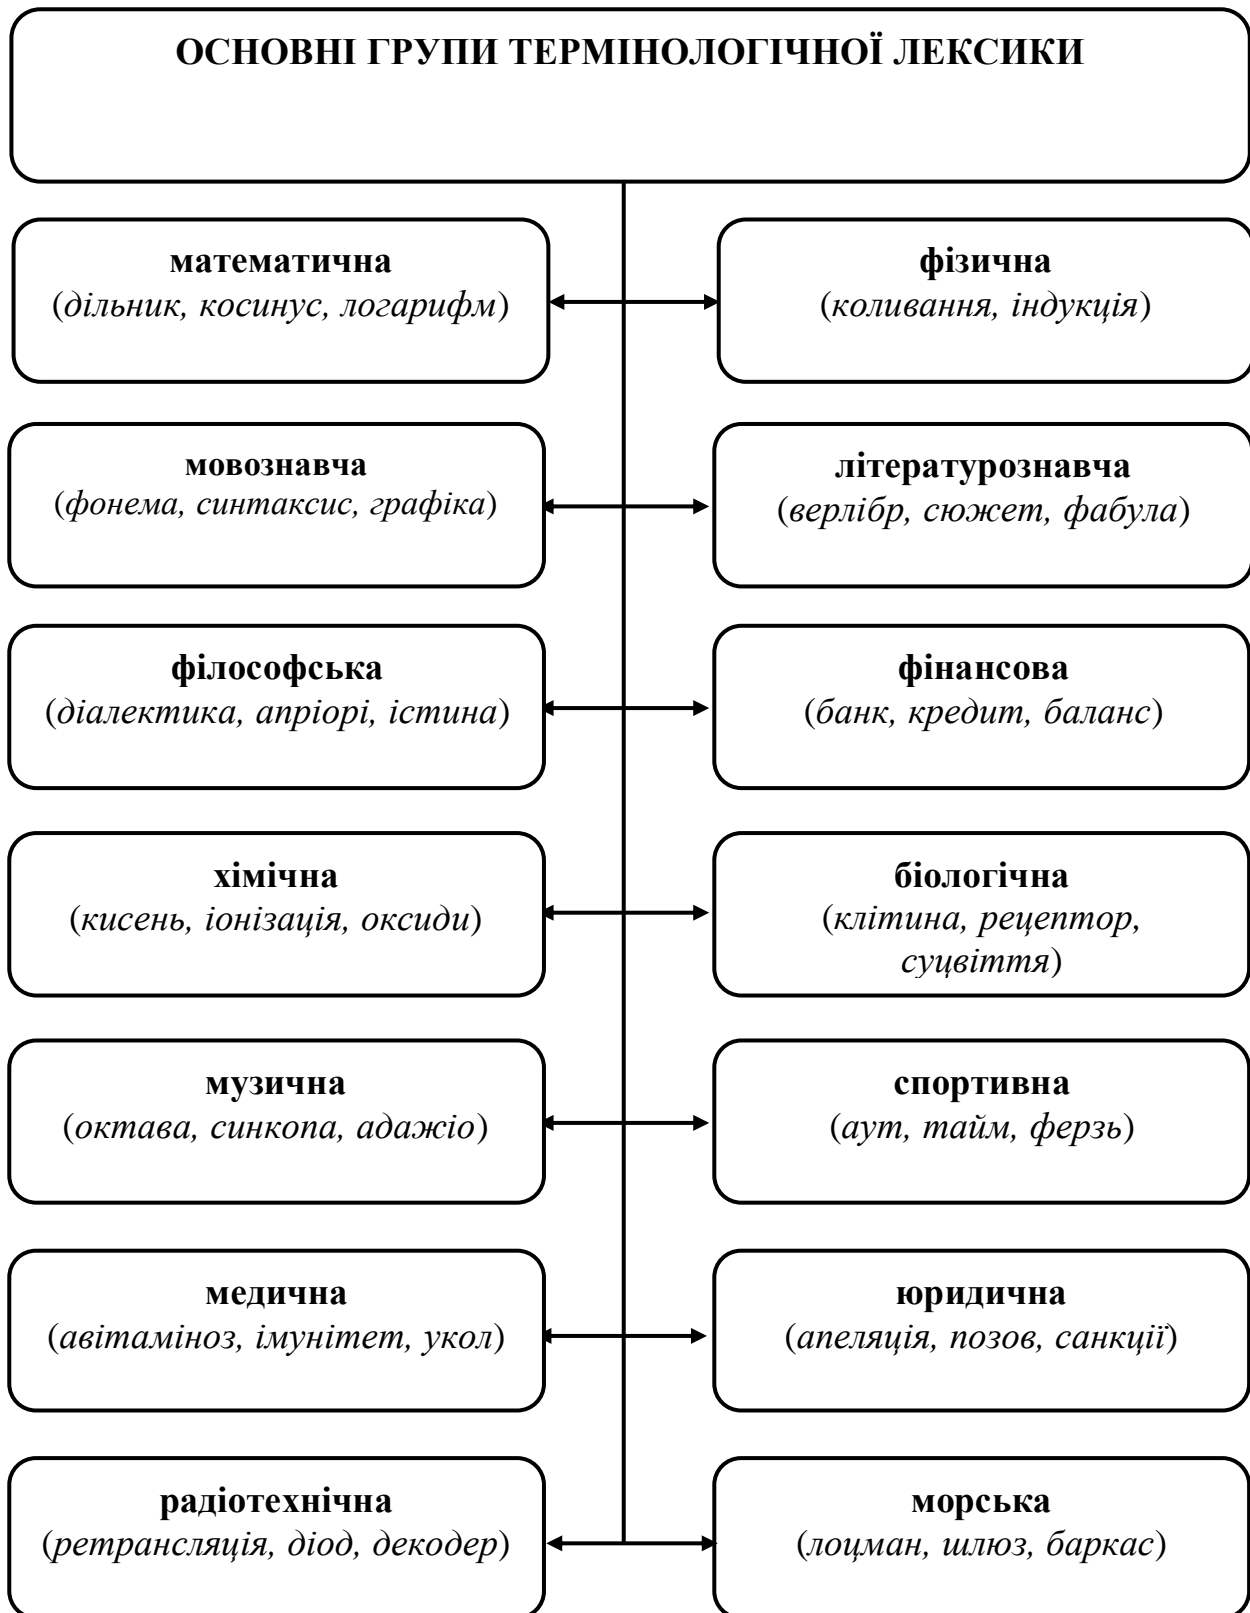 ОСНОВНІ ГРУПИ ТЕРМІНОЛОГІЧНОЇ ЛЕКСИКИ
математична
(дільник, косинус, логарифм)
фізична
(коливання, індукція)
мовознавча
(фонема, синтаксис, графіка)
літературознавча
(верлібр, сюжет, фабула)
філософська
(діалектика, апріорі, істина)
фінансова
(банк, кредит, баланс)
хімічна
(кисень, іонізація, оксиди)
біологічна
(клітина, рецептор,
суцвіття)
музична
(октава, синкопа, адажіо)
спортивна
(аут, тайм, ферзь)
медична
(авітаміноз, імунітет, укол)
юридична
(апеляція, позов, санкції)
радіотехнічна
(ретрансляція, діод, декодер)
морська
(лоцман, шлюз, баркас)